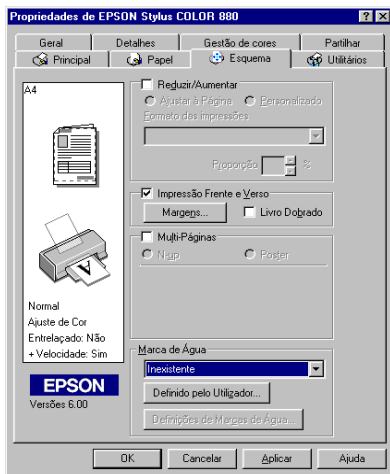 Propriedades de EPSON Stylus COLOR 880
Geral Detalhes Gestão de cores Partilhar
Principal Papel Esquema Utilitários
A4
Reduzir/Aumentar
Ajustar à Página Personalizado
Formato das impressões
Proporção %
Impressão Frente e Verso
Margens... Livro Dobrado
Multi-Páginas
N-up Poster
Normal
Ajuste de Cor
Entrelaçado: Não
+ Velocidade: Sim
Marca de Água
Inexistente
EPSON
Versões 6.00
Definido pelo Utilizador...
Definições de Marcas de Água...
OK Cancelar Aplicar Ajuda